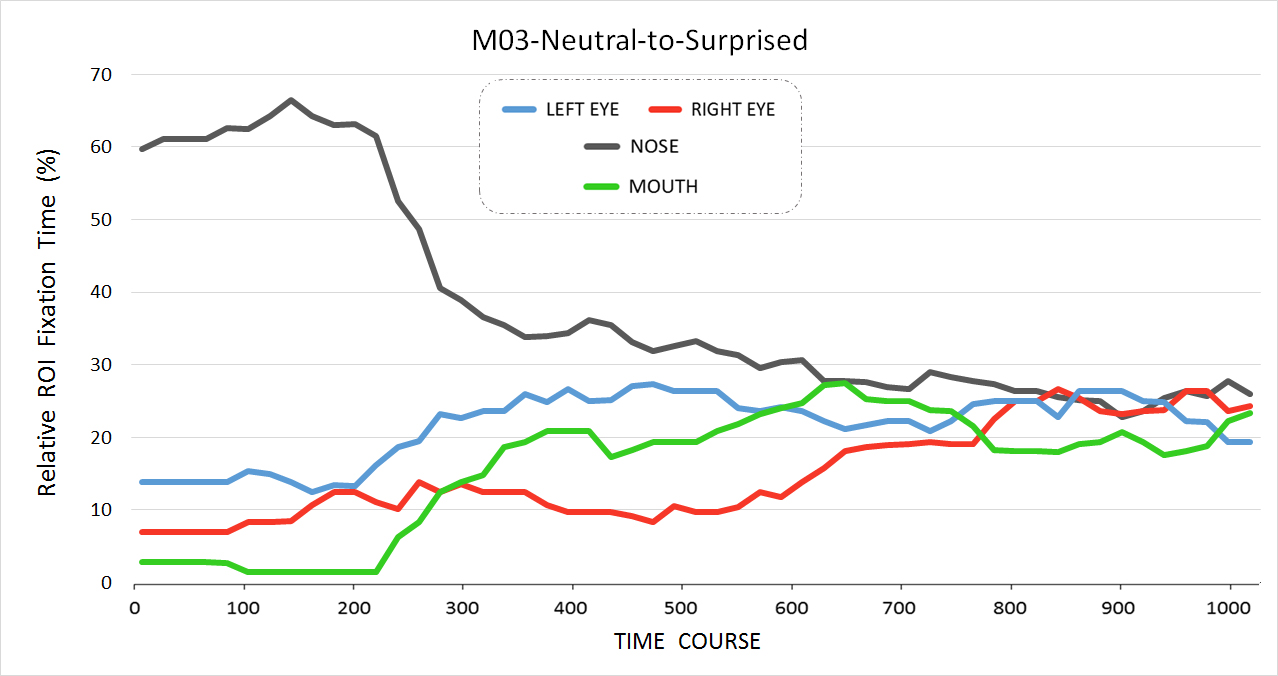 M03-Neutral-to-Surprised
LEFT EYE RIGHT EYE
NOSE
MOUTH
Relative ROI Fixation Time (%)
70
60
50
40
30
20
10
0
0 100 200 300 400 500 600 700 800 900 1000
TIME COURSE